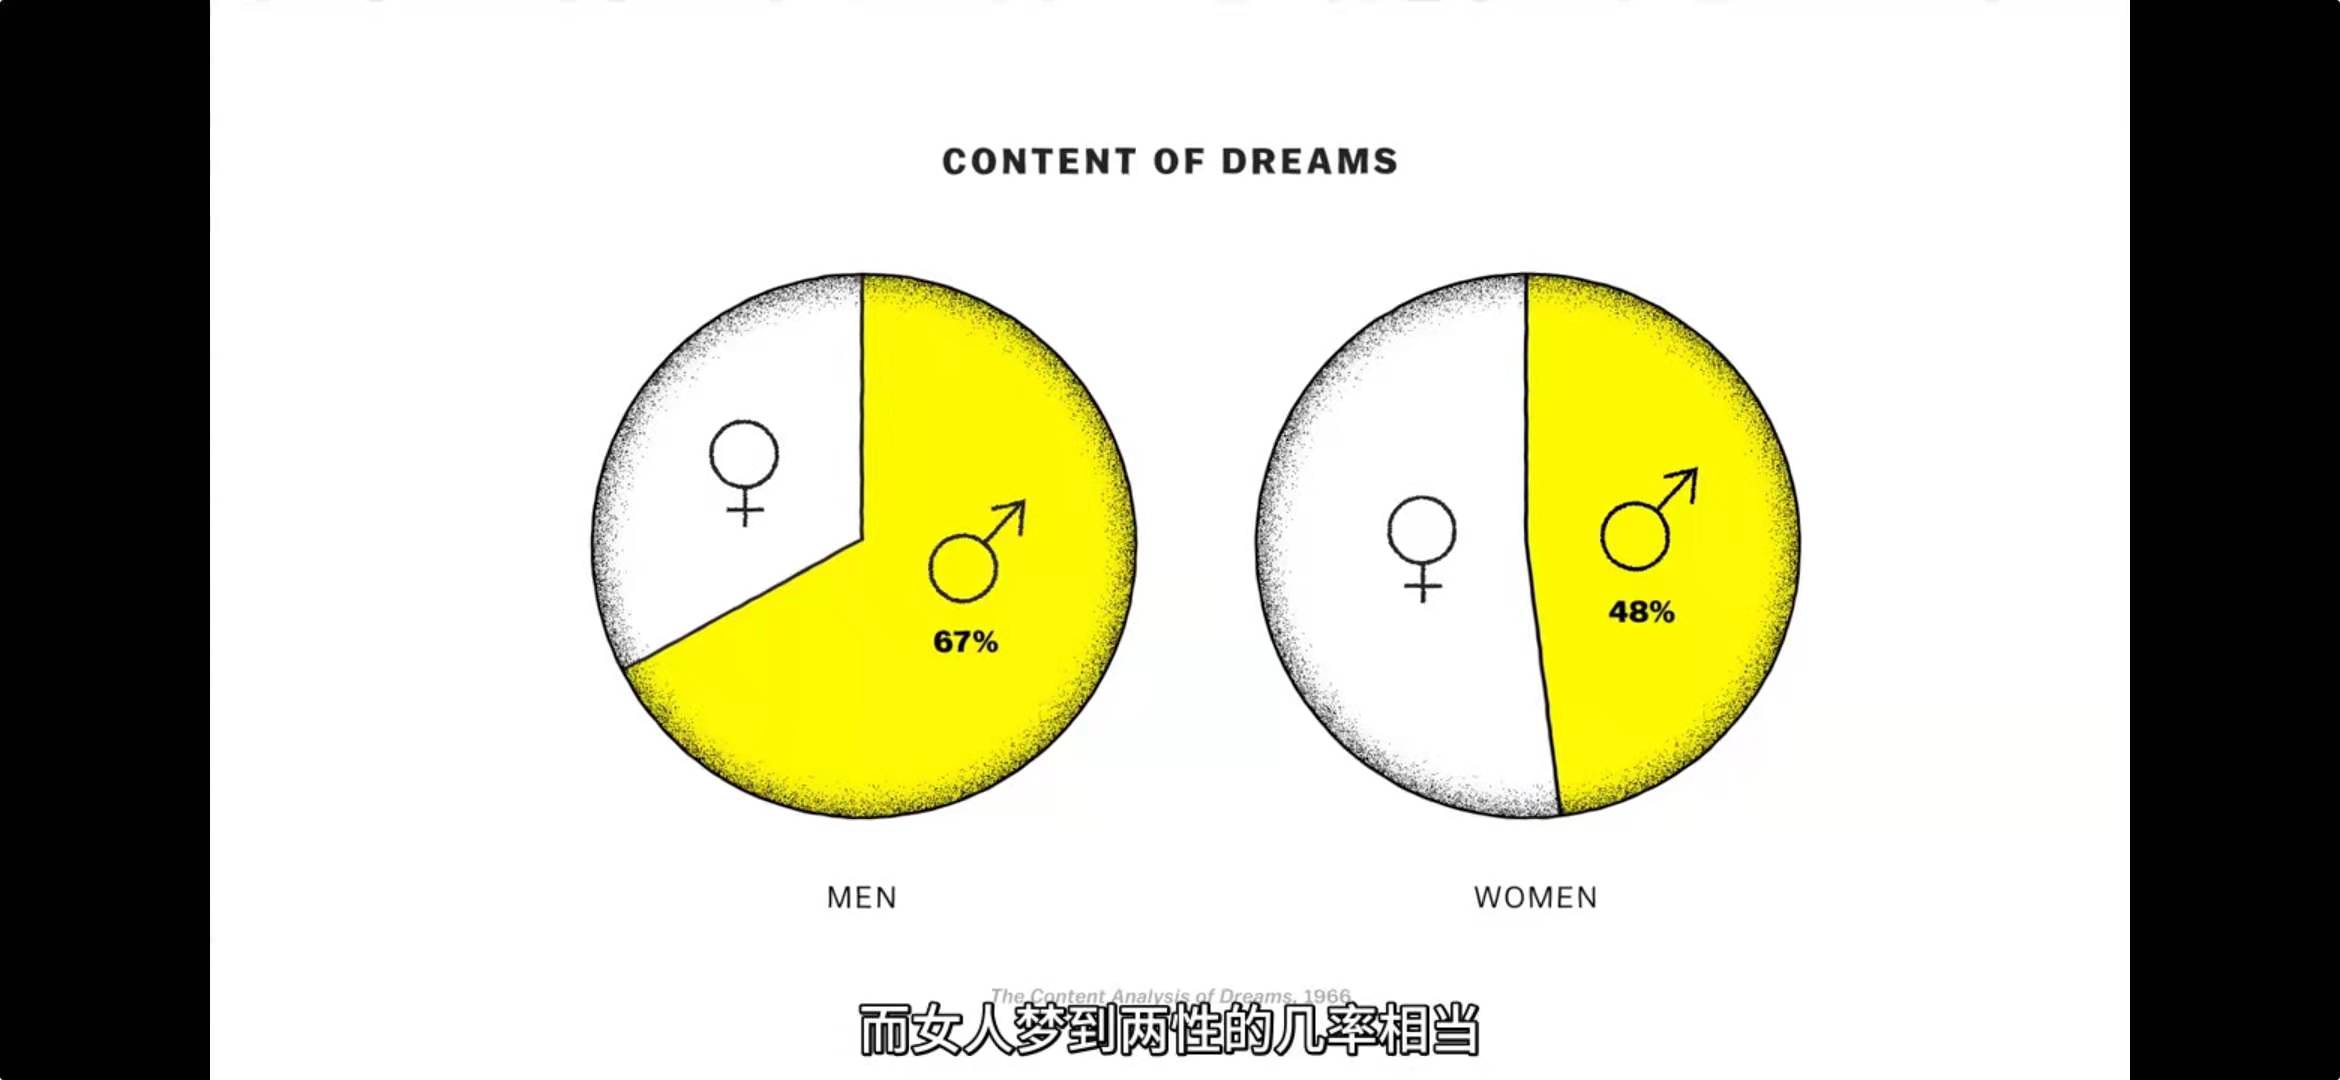 CONTENT OF DREAMS
67%
48%
MEN
WOMEN
The Content Analysis of Dreams, 1966
而女人梦到两性的几率相当